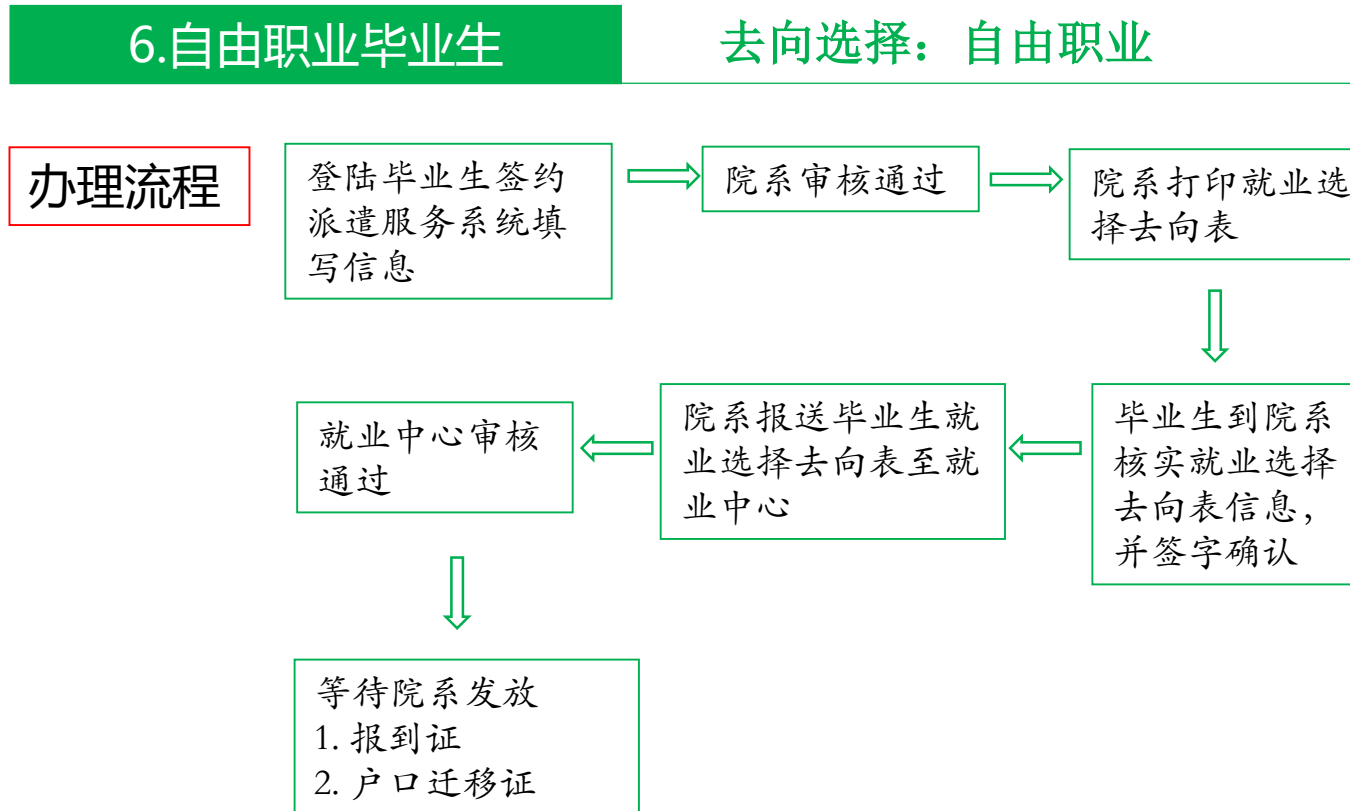 6.自由职业毕业生
去向选择：自由职业
办理流程
登陆毕业生签约
派遣服务系统填
写信息
院系审核通过
院系打印就业选
择去向表
毕业生到院系
核实就业选择
去向表信息，
并签字确认
院系报送毕业生就
业选择去向表至就
业中心
就业中心审核
通过
等待院系发放
1. 报到证
2. 户口迁移证